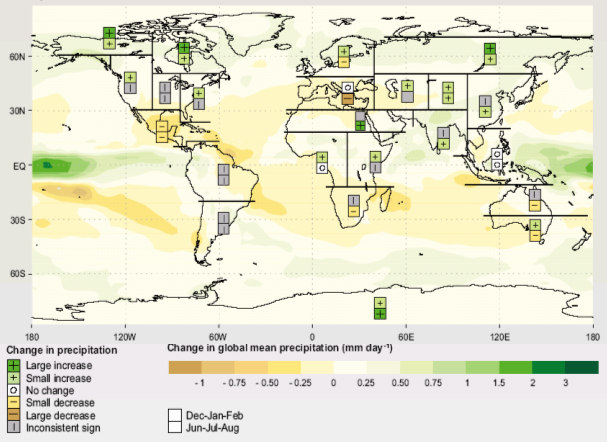 60N
30N
EQ
30S
60S
180 120W 60W 0 60E 120E 180
Change in precipitation
Large increase
Small increase
No change
Small decrease
Large decrease
Inconsistent sign
Change in global mean precipitation (mm day⁻¹)
- 1 - 0.75 - 0.50 - 0.25 0 0.25 0.50 0.75 1 1.5 2 3
Dec-Jan-Feb
Jun-Jul-Aug